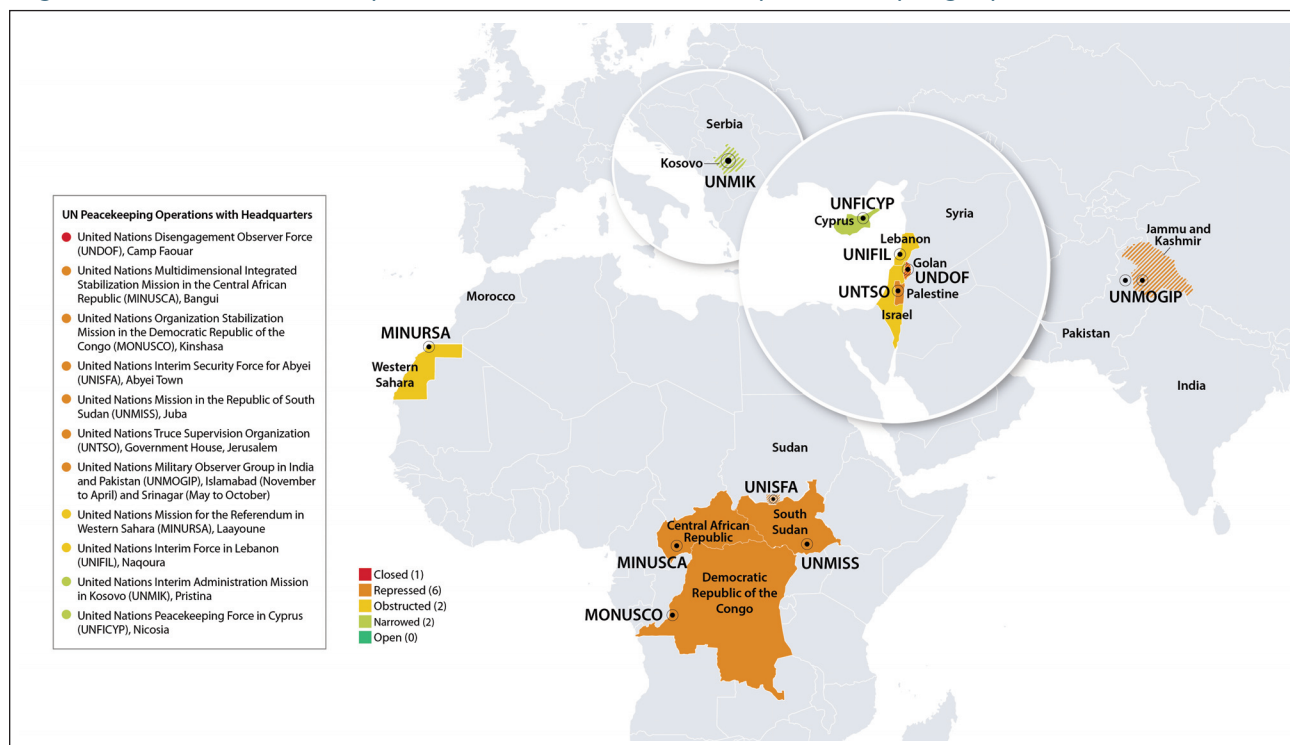 UN Peacekeeping Operations with Headquarters
United Nations Disengagement Observer Force
(UNDOF), Camp Faouar
United Nations Multidimensional Integrated
Stabilization Mission in the Central African
Republic (MINUSCA), Bangui
United Nations Organization Stabilization
Mission in the Democratic Republic of the
Congo (MONUSCO), Kinshasa
United Nations Interim Security Force for Abyei
(UNISFA), Abyei Town
United Nations Mission in the Republic of South
Sudan (UNMISS), Juba
United Nations Truce Supervision Organization
(UNTSO), Government House, Jerusalem
United Nations Military Observer Group in India
and Pakistan (UNMOGIP), Islamabad (November
to April) and Srinagar (May to October)
United Nations Mission for the Referendum in
Western Sahara (MINURSA), Laayoune
United Nations Interim Force in Lebanon
(UNIFIL), Naqoura
United Nations Interim Administration Mission
in Kosovo (UNMIK), Pristina
United Nations Peacekeeping Force in Cyprus
(UNFICYP), Nicosia
Serbia
Kosovo
UNMIK
UNFICYP
Cyprus
Syria
Lebanon
UNIFIL
Golan
UNDOF
UNTSO
Palestine
Israel
Jammu and
Kashmir
UNMOGIP
Pakistan
India
Morocco
MINURSA
Western
Sahara
Sudan
UNISFA
South
Sudan
Central African
Republic
MINUSCA
UNMISS
Democratic
Republic of the
Congo
MONUSCO
Closed (1)
Repressed (6)
Obstructed (2)
Narrowed (2)
Open (0)